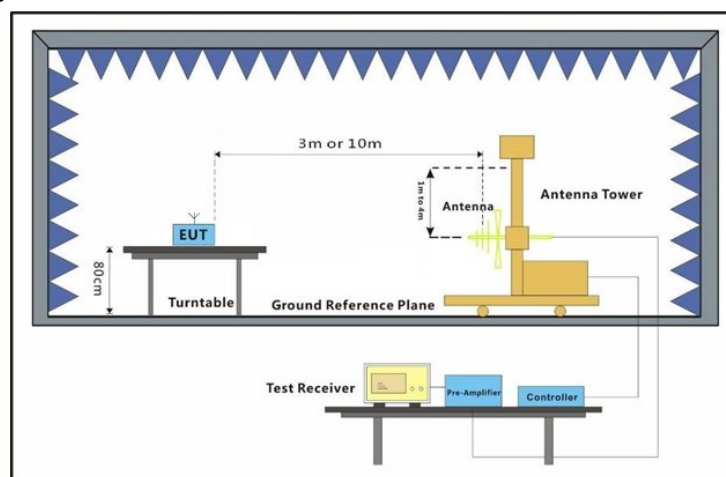 3m or 10m
1m to 4m
Antenna
Antenna Tower
EUT
80cm
Turntable
Ground Reference Plane
Test Receiver
Pre-Amplifier
Controller